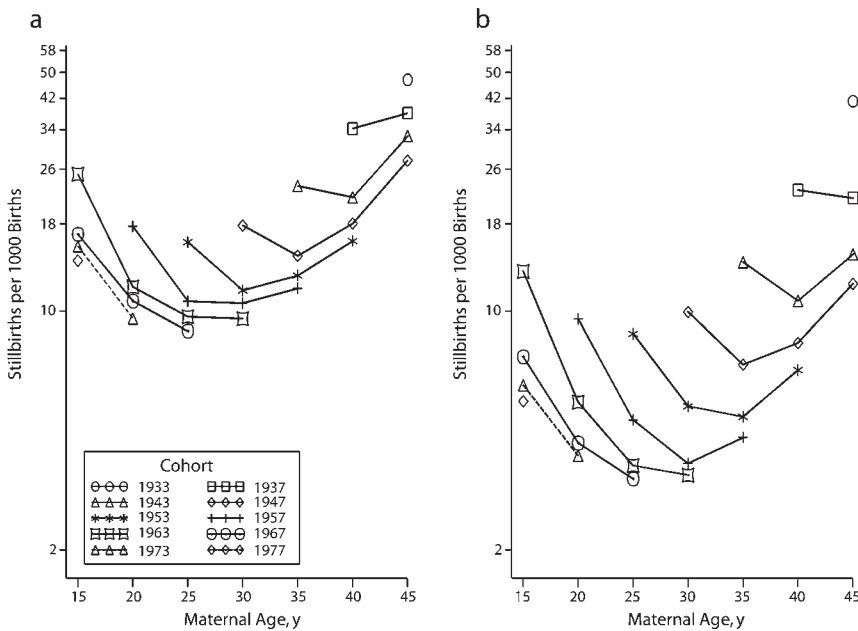 a
b
Stillbirths per 1000 Births
58
50
42
34
26
18
10
2
Cohort
1933 1937
1943 1947
1953 1957
1963 1967
1973 1977
15 20 25 30 35 40 45
Maternal Age, y
Stillbirths per 1000 Births
58
50
42
34
26
18
10
2
15 20 25 30 35 40 45
Maternal Age, y